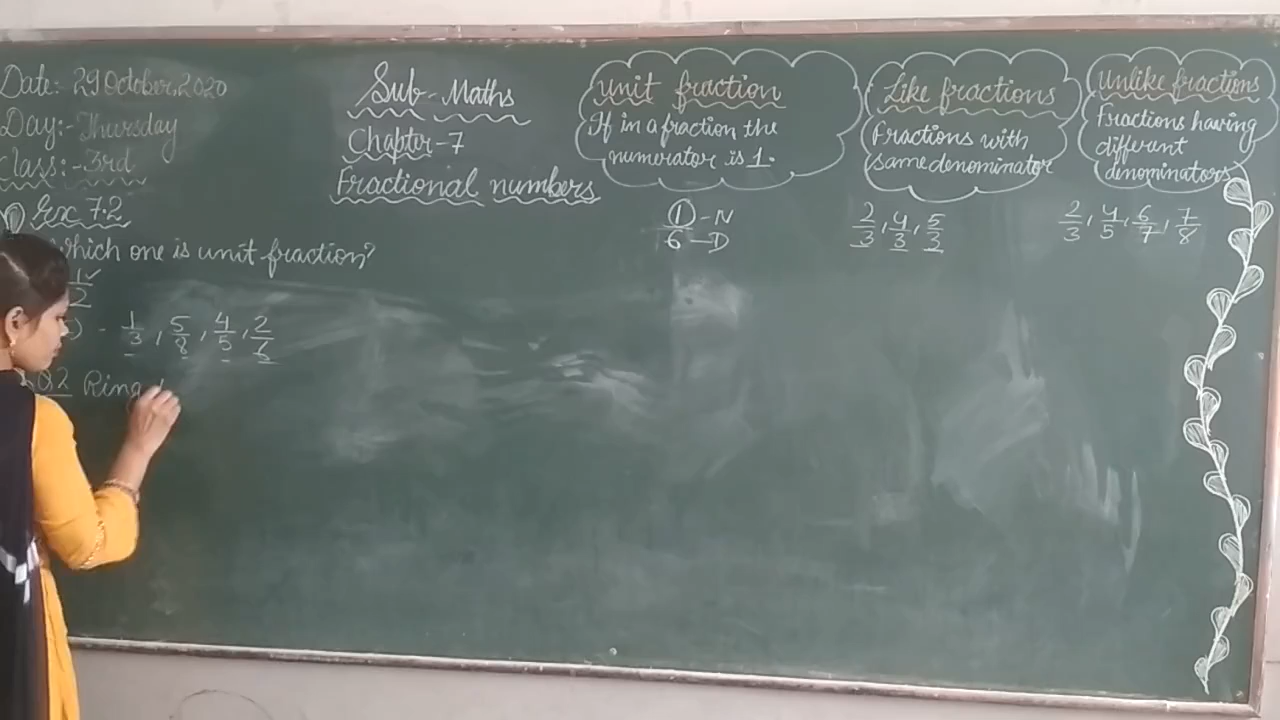 Date:- 29 October, 2020
Day:- Thursday
Class:- 3rd
Sub- Maths
Chapter-7
Fractional numbers
Unit fraction
If in a fraction the
numerator is 1.
1/6 -N -D
Like fractions
Fractions with
same denominator
2/3, 4/3, 5/3
Unlike fractions
Fractions having
different
denominators
2/3, 4/5, 6/7, 7/8
Ex 7.2
which one is unit fraction?
1/2 ✓
) - 1/3, 5/8, 4/5, 2/6
Q2 Ring